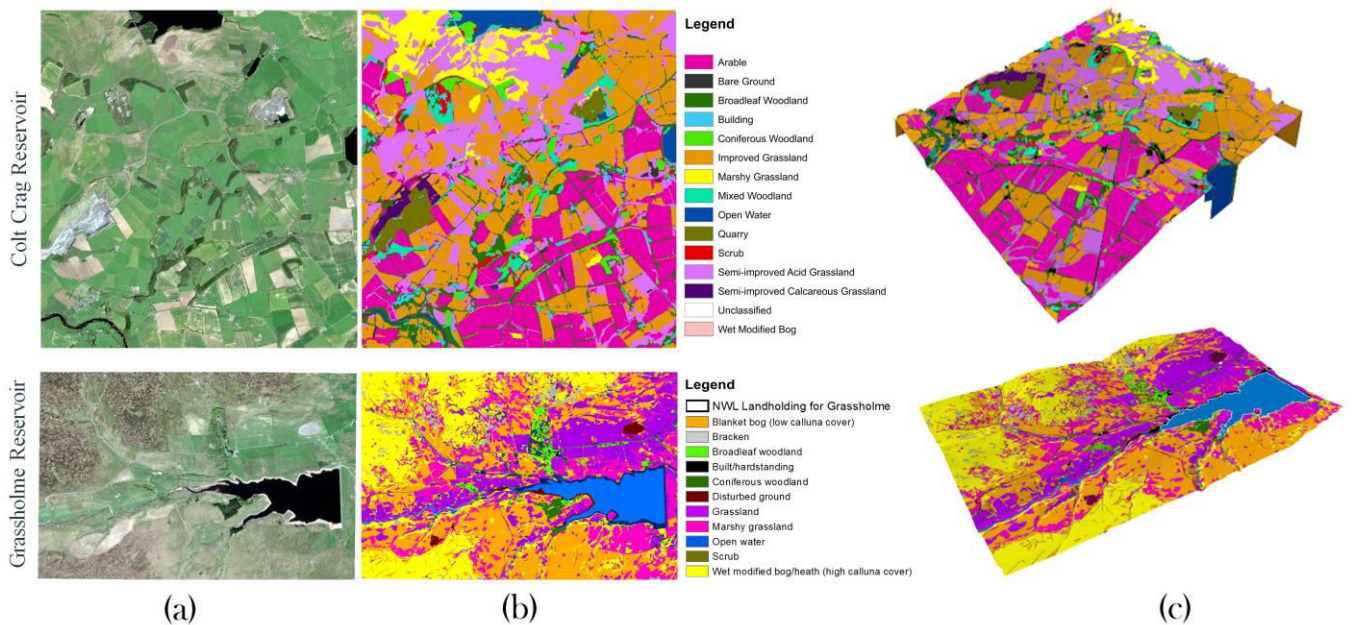 Colt Crag Reservoir
Legend
Arable
Bare Ground
Broadleaf Woodland
Building
Coniferous Woodland
Improved Grassland
Marshy Grassland
Mixed Woodland
Open Water
Quarry
Scrub
Semi-improved Acid Grassland
Semi-improved Calcareous Grassland
Unclassified
Wet Modified Bog
Grassholme Reservoir
Legend
NWL Landholding for Grassholme
Blanket bog (low calluna cover)
Bracken
Broadleaf woodland
Built/hardstanding
Coniferous woodland
Disturbed ground
Grassland
Marshy grassland
Open water
Scrub
Wet modified bog/heath (high calluna cover)
(a)
(b)
(c)